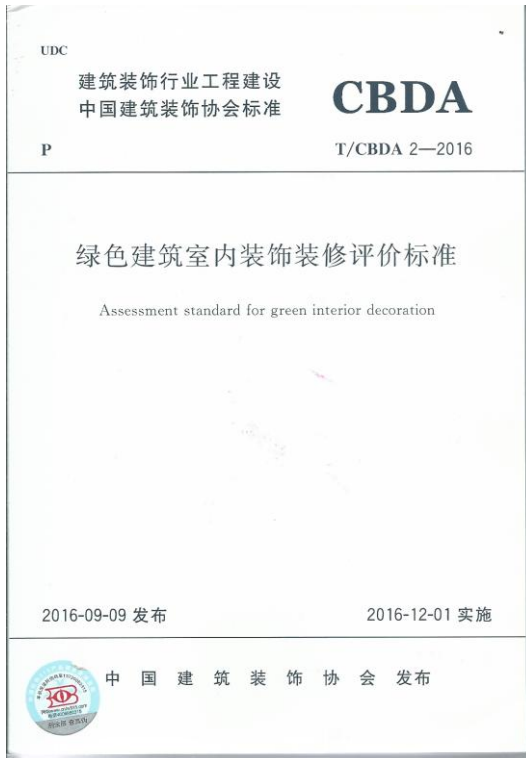 UDC
建筑装饰行业工程建设
中国建筑装饰协会标准
CBDA
P
T/CBDA 2—2016
绿色建筑室内装饰装修评价标准
Assessment standard for green interior decoration
2016-09-09 发布
2016-12-01 实施
中国建筑装饰协会 发布